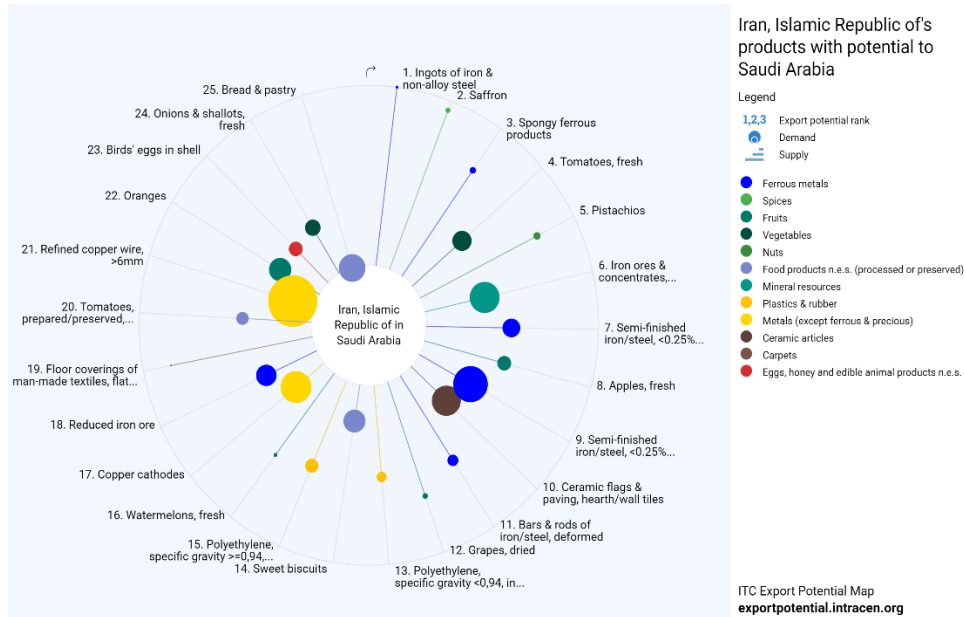 Iran, Islamic Republic of's
products with potential to
Saudi Arabia
Legend
1,2,3 Export potential rank
Demand
Supply
Ferrous metals
Spices
Fruits
Vegetables
Nuts
Food products n.e.s. (processed or preserved)
Mineral resources
Plastics & rubber
Metals (except ferrous & precious)
Ceramic articles
Carpets
Eggs, honey and edible animal products n.e.s.
1. Ingots of iron &
non-alloy steel
2. Saffron
3. Spongy ferrous
products
4. Tomatoes, fresh
5. Pistachios
6. Iron ores &
concentrates,...
7. Semi-finished
iron/steel, <0.25%...
8. Apples, fresh
9. Semi-finished
iron/steel, <0.25%...
10. Ceramic flags &
paving, hearth/wall tiles
11. Bars & rods of
iron/steel, deformed
12. Grapes, dried
13. Polyethylene,
specific gravity <0,94, in...
14. Sweet biscuits
15. Polyethylene,
specific gravity >=0,94,...
16. Watermelons, fresh
17. Copper cathodes
18. Reduced iron ore
19. Floor coverings of
man-made textiles, flat...
20. Tomatoes,
prepared/preserved,...
21. Refined copper wire,
>6mm
22. Oranges
23. Birds' eggs in shell
24. Onions & shallots,
fresh
25. Bread & pastry
Iran, Islamic
Republic of in
Saudi Arabia
ITC Export Potential Map
exportpotential.intracen.org